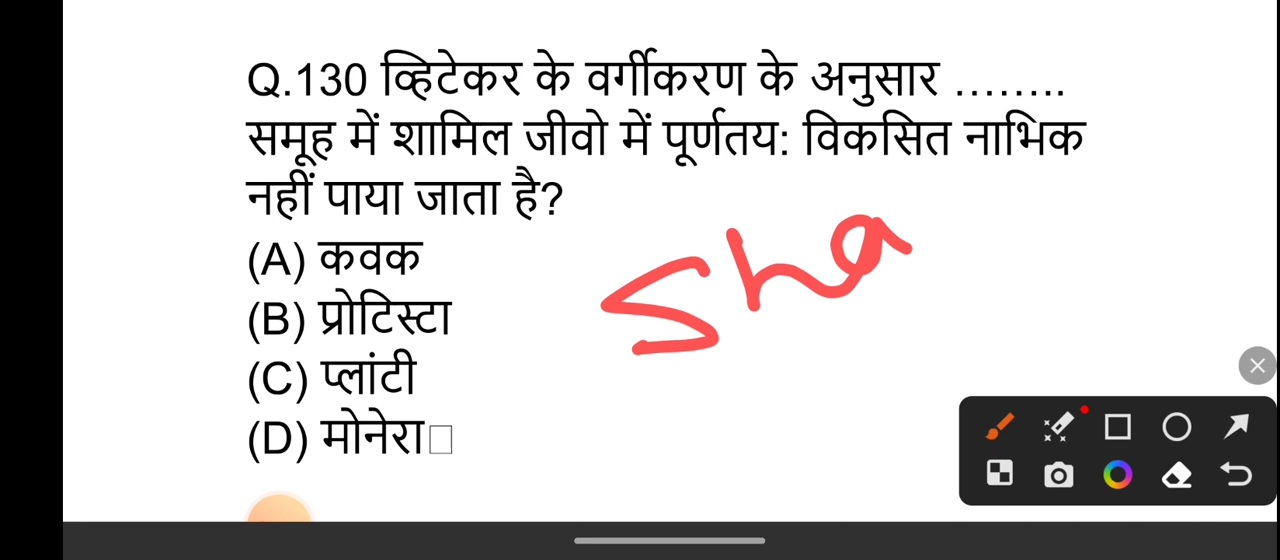 Q.130 व्हिटेकर के वर्गीकरण के अनुसार ........
समूह में शामिल जीवो में पूर्णतय: विकसित नाभिक
नहीं पाया जाता है?
(A) कवक
(B) प्रोटिस्टा
(C) प्लांटी
(D) मोनेरा
Sha